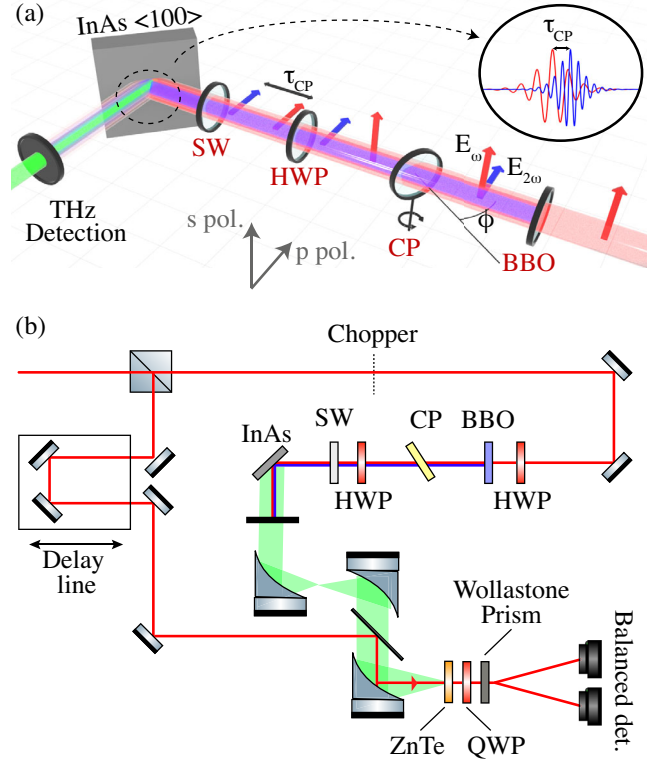 (a)
InAs <100>
τCP
τCP
SW
HWP
Eω
E2ω
THz
Detection
s pol.
p pol.
CP
ϕ
BBO
(b)
Chopper
InAs
SW
CP
BBO
HWP
HWP
Delay
line
Wollastone
Prism
Balanced det.
ZnTe
QWP